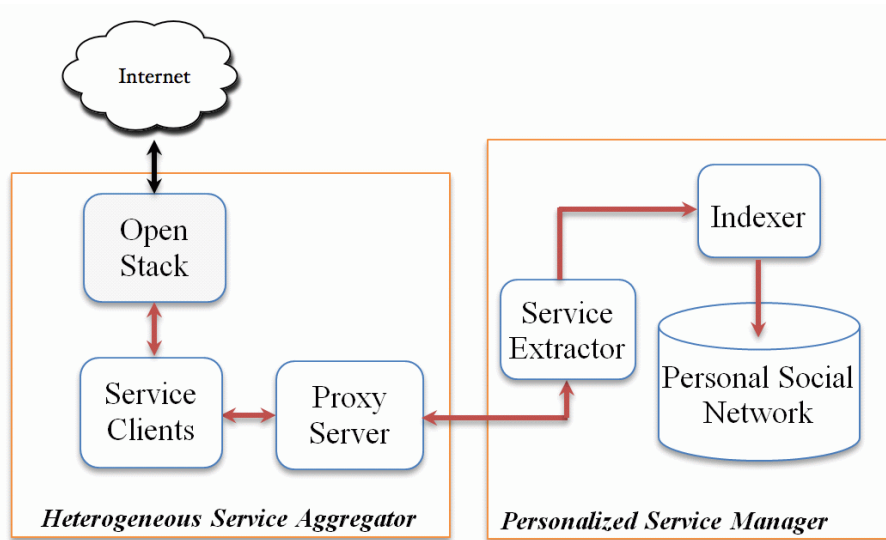 Internet
Open
Stack
Service
Clients
Proxy
Server
Heterogeneous Service Aggregator
Service
Extractor
Indexer
Personal Social
Network
Personalized Service Manager